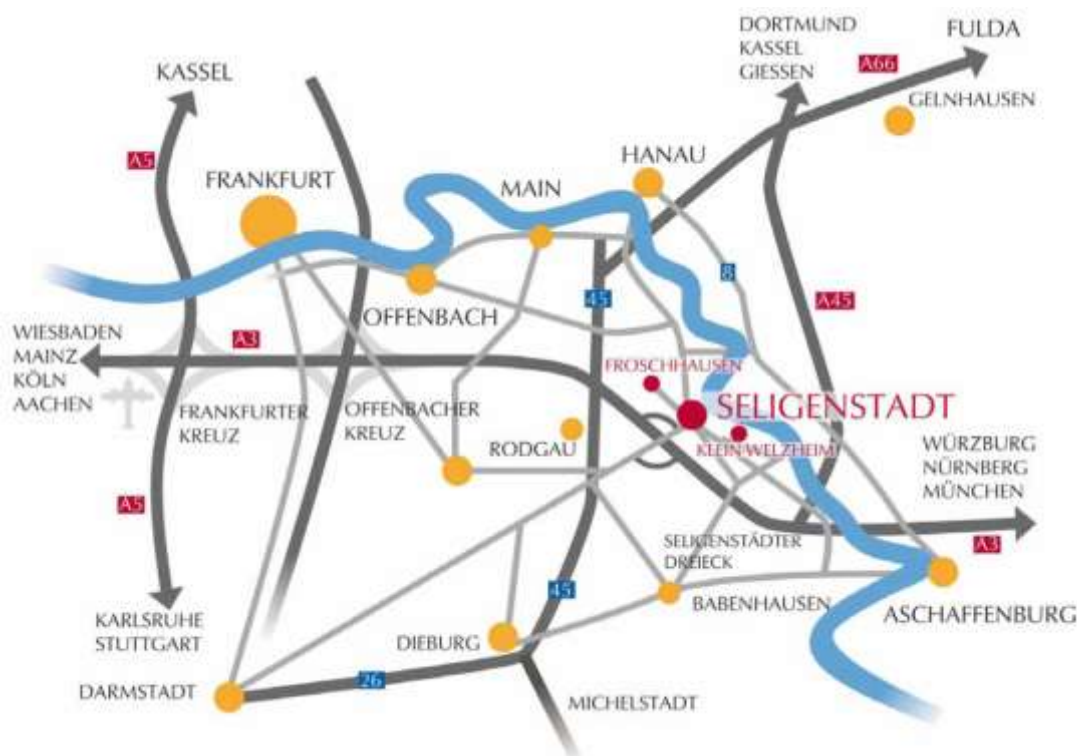 DORTMUND
KASSEL
GIESSEN
FULDA
A66
KASSEL
GELNHAUSEN
A5
HANAU
FRANKFURT
MAIN
8
45
A45
OFFENBACH
WIESBADEN
MAINZ
KÖLN
AACHEN
A3
FROSCHHAUSEN
SELIGENSTADT
FRANKFURTER
KREUZ
OFFENBACHER
KREUZ
RODGAU
KLEIN-WELZHEIM
WÜRZBURG
NÜRNBERG
MÜNCHEN
A5
SELIGENSTÄDTER
DREIECK
A3
45
BABENHAUSEN
ASCHAFFENBURG
KARLSRUHE
STUTTGART
DIEBURG
DARMSTADT
26
MICHELSTADT